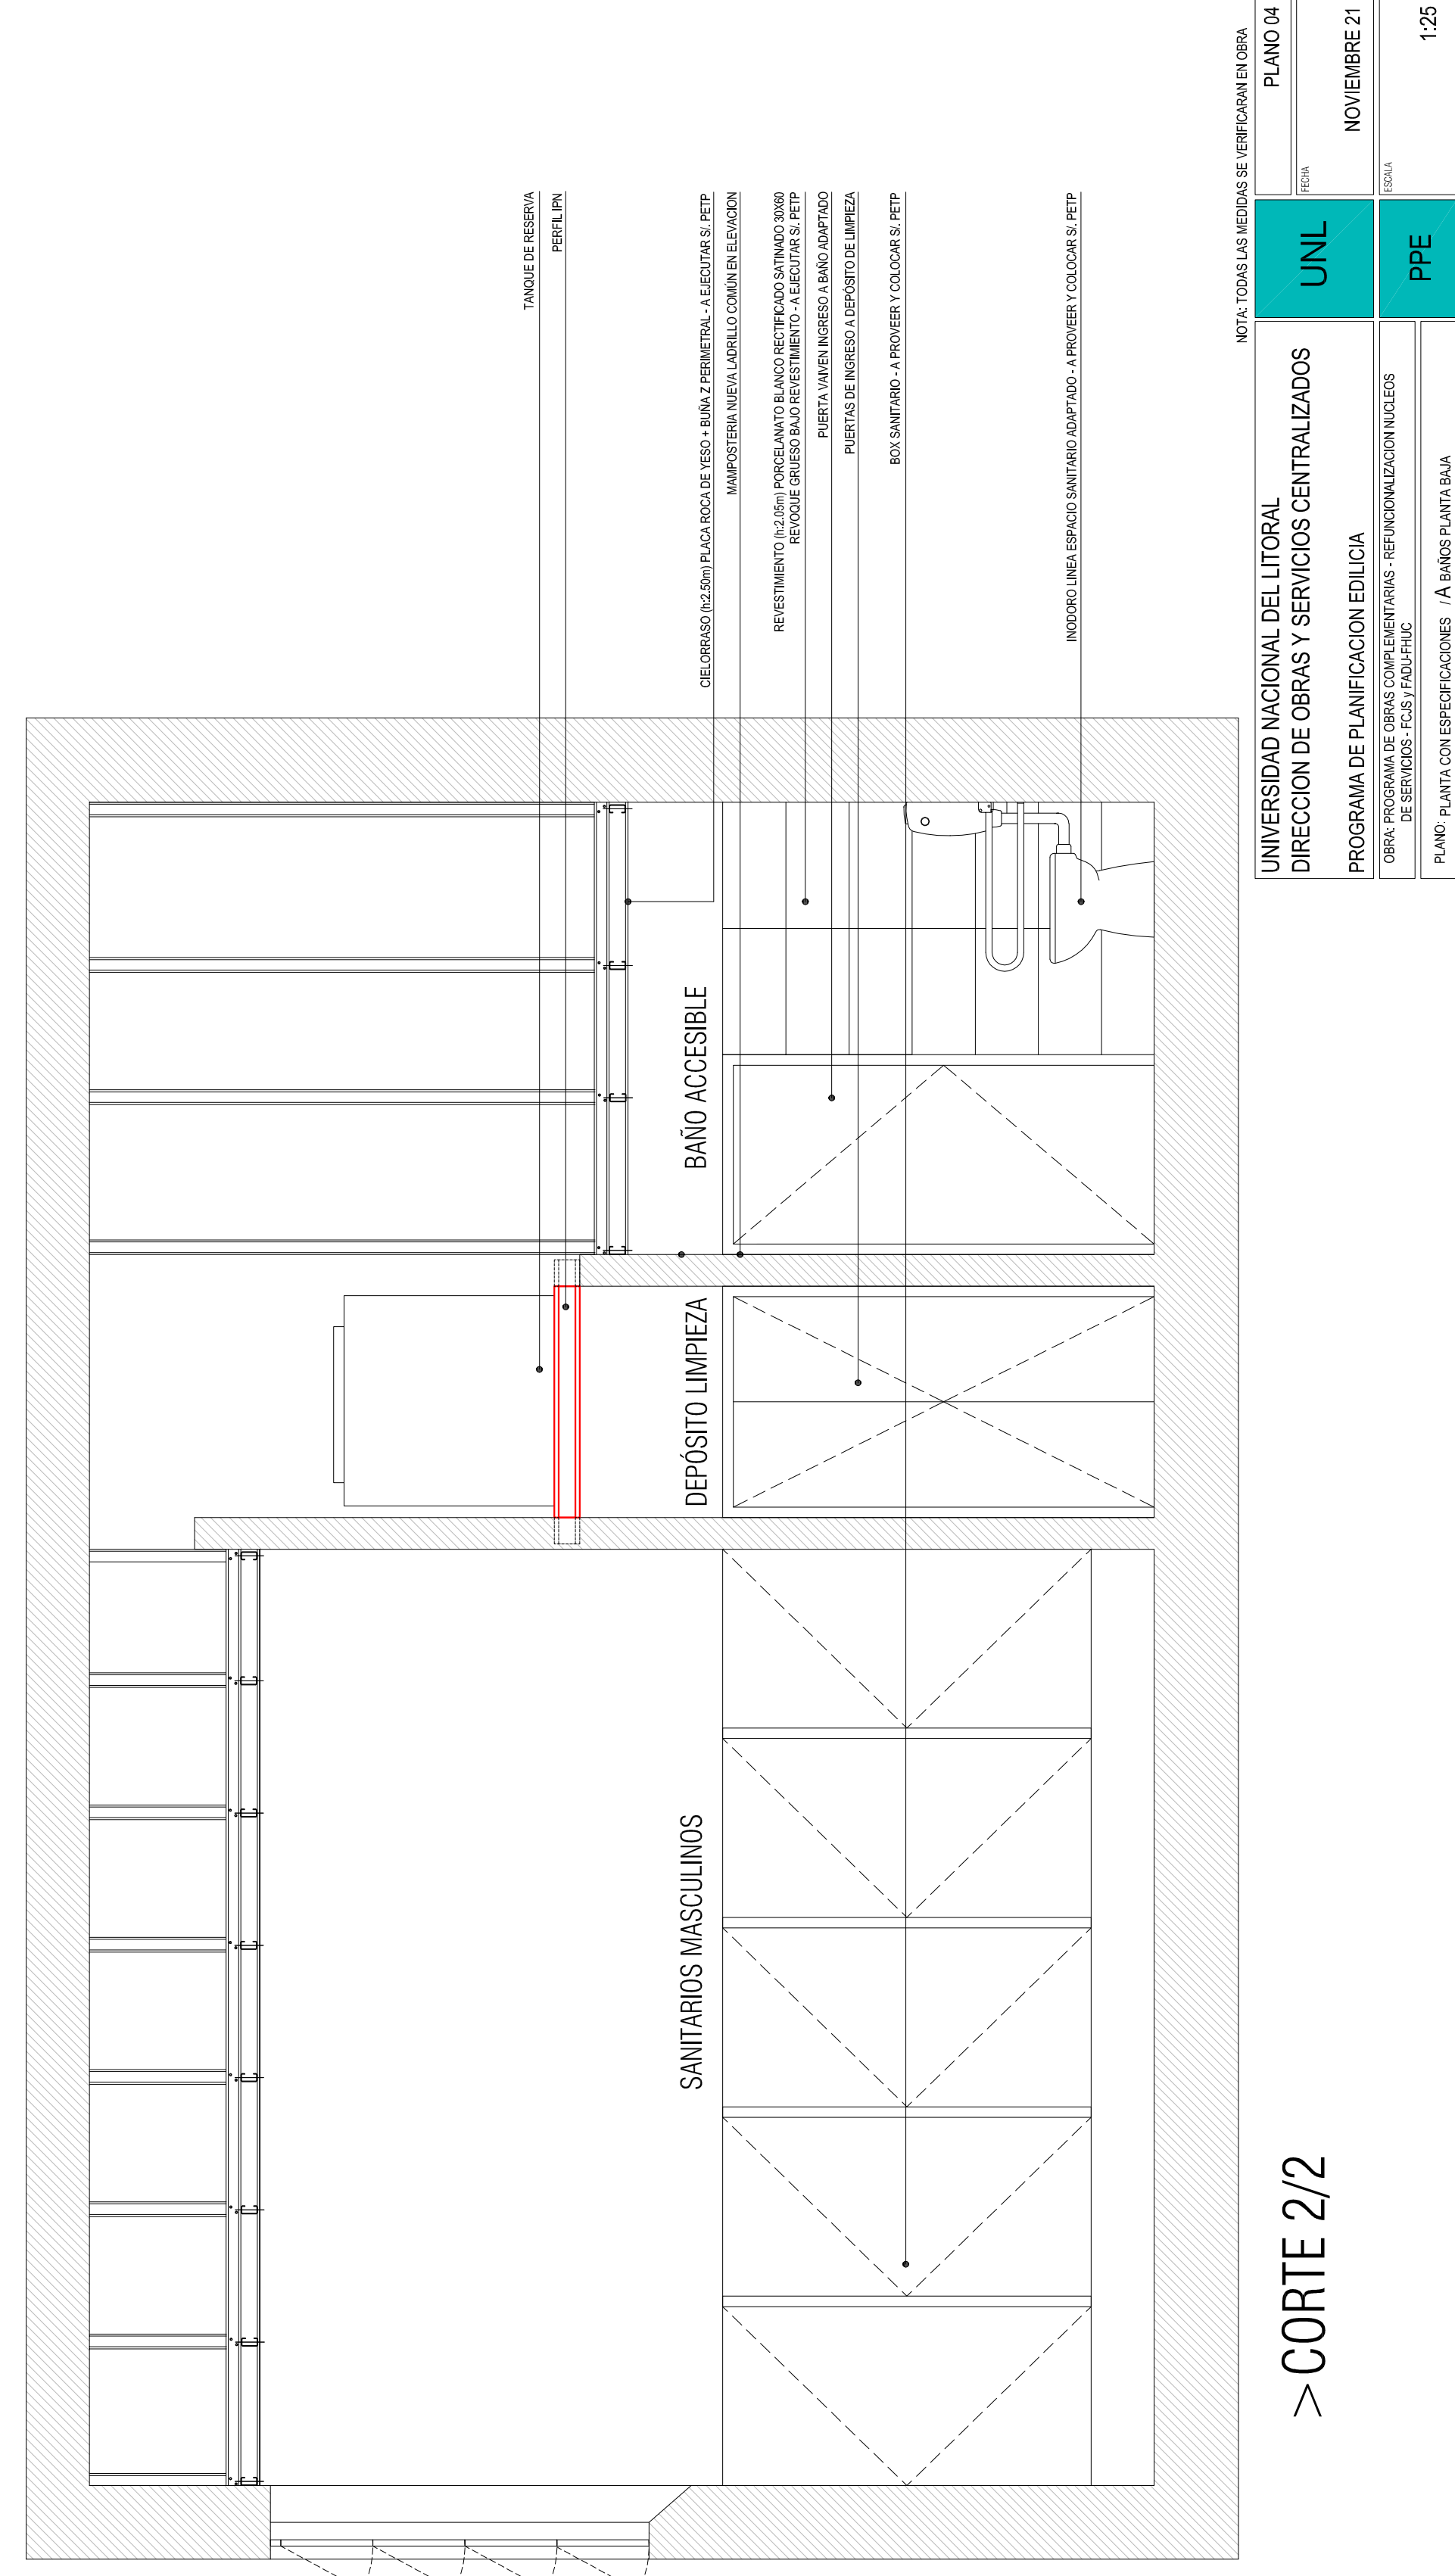 TANQUE DE RESERVA
PERFIL IPN
CIELORRASO (h:2.50m) PLACA ROCA DE YESO + BUÑA Z PERIMETRAL - A EJECUTAR S/. PETP
MAMPOSTERIA NUEVA LADRILLO COMÚN EN ELEVACION
REVESTIMIENTO (h:2.05m) PORCELANATO BLANCO RECTIFICADO SATINADO 30X60
REVOQUE GRUESO BAJO REVESTIMIENTO - A EJECUTAR S/. PETP
PUERTA VAIVEN INGRESO A BAÑO ADAPTADO
PUERTAS DE INGRESO A DEPÓSITO DE LIMPIEZA
BOX SANITARIO - A PROVEER Y COLOCAR S/. PETP
INODORO LINEA ESPACIO SANITARIO ADAPTADO - A PROVEER Y COLOCAR S/. PETP
SANITARIOS MASCULINOS
DEPÓSITO LIMPIEZA
BAÑO ACCESIBLE
>CORTE 2/2
NOTA: TODAS LAS MEDIDAS SE VERIFICARAN EN OBRA
UNIVERSIDAD NACIONAL DEL LITORAL
DIRECCION DE OBRAS Y SERVICIOS CENTRALIZADOS
PROGRAMA DE PLANIFICACION EDILICIA
UNL
PLANO 04
FECHA
NOVIEMBRE 21
OBRA: PROGRAMA DE OBRAS COMPLEMENTARIAS - REFUNCIONALIZACION NUCLEOS
DE SERVICIOS - FCJS y FADU-FHUC
PLANO: PLANTA CON ESPECIFICACIONES / A BAÑOS PLANTA BAJA
PPE
ESCALA
1:25